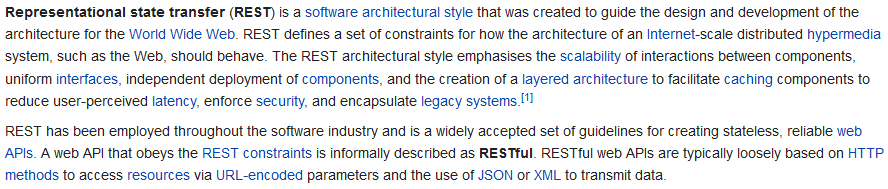 Representational state transfer (REST) is a software architectural style that was created to guide the design and development of the
architecture for the World Wide Web. REST defines a set of constraints for how the architecture of an Internet-scale distributed hypermedia
system, such as the Web, should behave. The REST architectural style emphasises the scalability of interactions between components,
uniform interfaces, independent deployment of components, and the creation of a layered architecture to facilitate caching components to
reduce user-perceived latency, enforce security, and encapsulate legacy systems.[1]
REST has been employed throughout the software industry and is a widely accepted set of guidelines for creating stateless, reliable web
APIs. A web API that obeys the REST constraints is informally described as RESTful. RESTful web APIs are typically loosely based on HTTP
methods to access resources via URL-encoded parameters and the use of JSON or XML to transmit data.